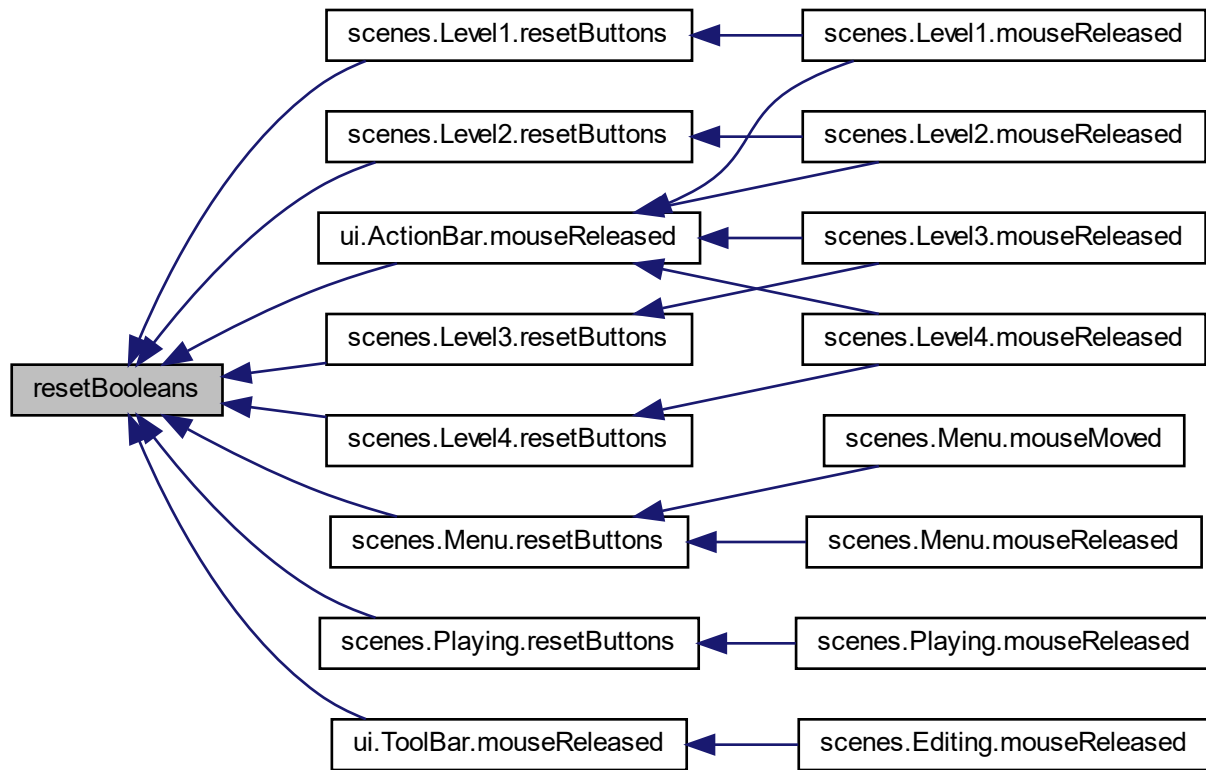 scenes.Level1.resetButtons
scenes.Level1.mouseReleased
scenes.Level2.resetButtons
scenes.Level2.mouseReleased
ui.ActionBar.mouseReleased
scenes.Level3.mouseReleased
scenes.Level3.resetButtons
scenes.Level4.mouseReleased
resetBooleans
scenes.Level4.resetButtons
scenes.Menu.mouseMoved
scenes.Menu.resetButtons
scenes.Menu.mouseReleased
scenes.Playing.resetButtons
scenes.Playing.mouseReleased
ui.ToolBar.mouseReleased
scenes.Editing.mouseReleased